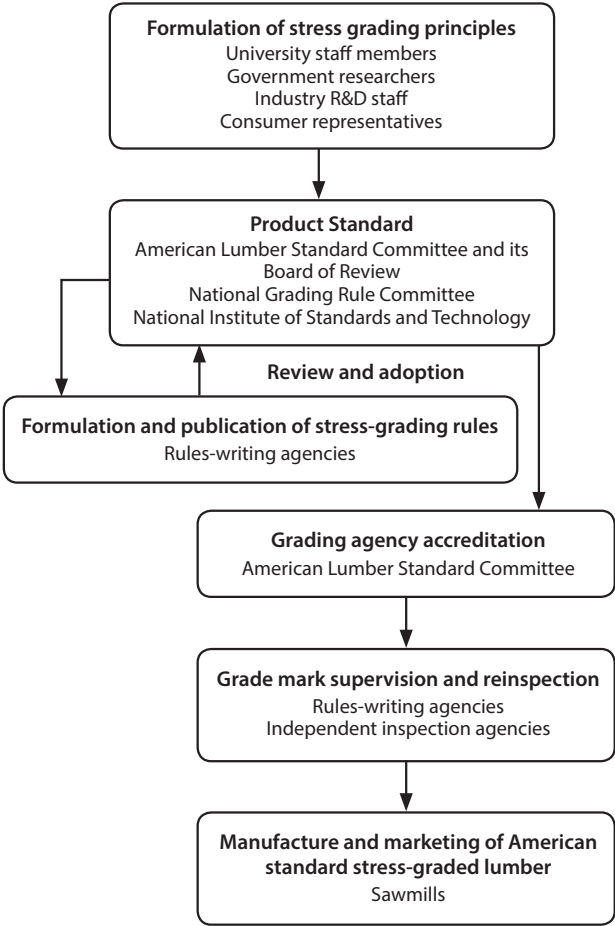 Formulation of stress grading principles
University staff members
Government researchers
Industry R&D staff
Consumer representatives
Product Standard
American Lumber Standard Committee and its
Board of Review
National Grading Rule Committee
National Institute of Standards and Technology
Review and adoption
Formulation and publication of stress-grading rules
Rules-writing agencies
Grading agency accreditation
American Lumber Standard Committee
Grade mark supervision and reinspection
Rules-writing agencies
Independent inspection agencies
Manufacture and marketing of American
standard stress-graded lumber
Sawmills